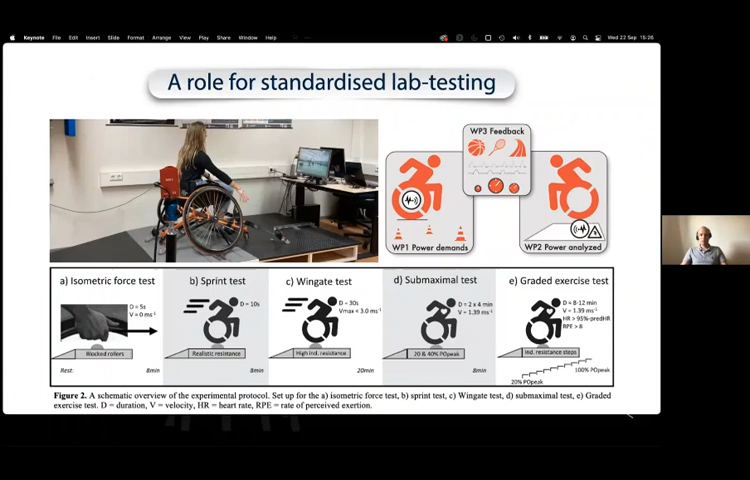 Keynote File Edit Insert Slide Format Arrange View Play Share Window Help Wed 22 Sep 15:26
A role for standardised lab-testing
WP3 Feedback
WP1 Power demands
WP2 Power analyzed
a) Isometric force test
D = 5s
V = 0 ms-1
Blocked rollers
Rest: 8min
b) Sprint test
D = 10s
Realistic resistance
8min
c) Wingate test
D = 30s
Vmax < 3.0 ms-1
High ind. resistance
20min
d) Submaximal test
D = 2 x 4 min
V = 1.39 ms-1
20 & 40% POpeak
8min
e) Graded exercise test
D = 8-12 min
V = 1.39 ms-1
HR > 95%-predHR
RPE > 8
Ind. resistance steps
20% POpeak
100% POpeak
Figure 2. A schematic overview of the experimental protocol. Set up for the a) isometric force test, b) sprint test, c) Wingate test, d) submaximal test, e) Graded
exercise test. D = duration, V = velocity, HR = heart rate, RPE = rate of perceived exertion.